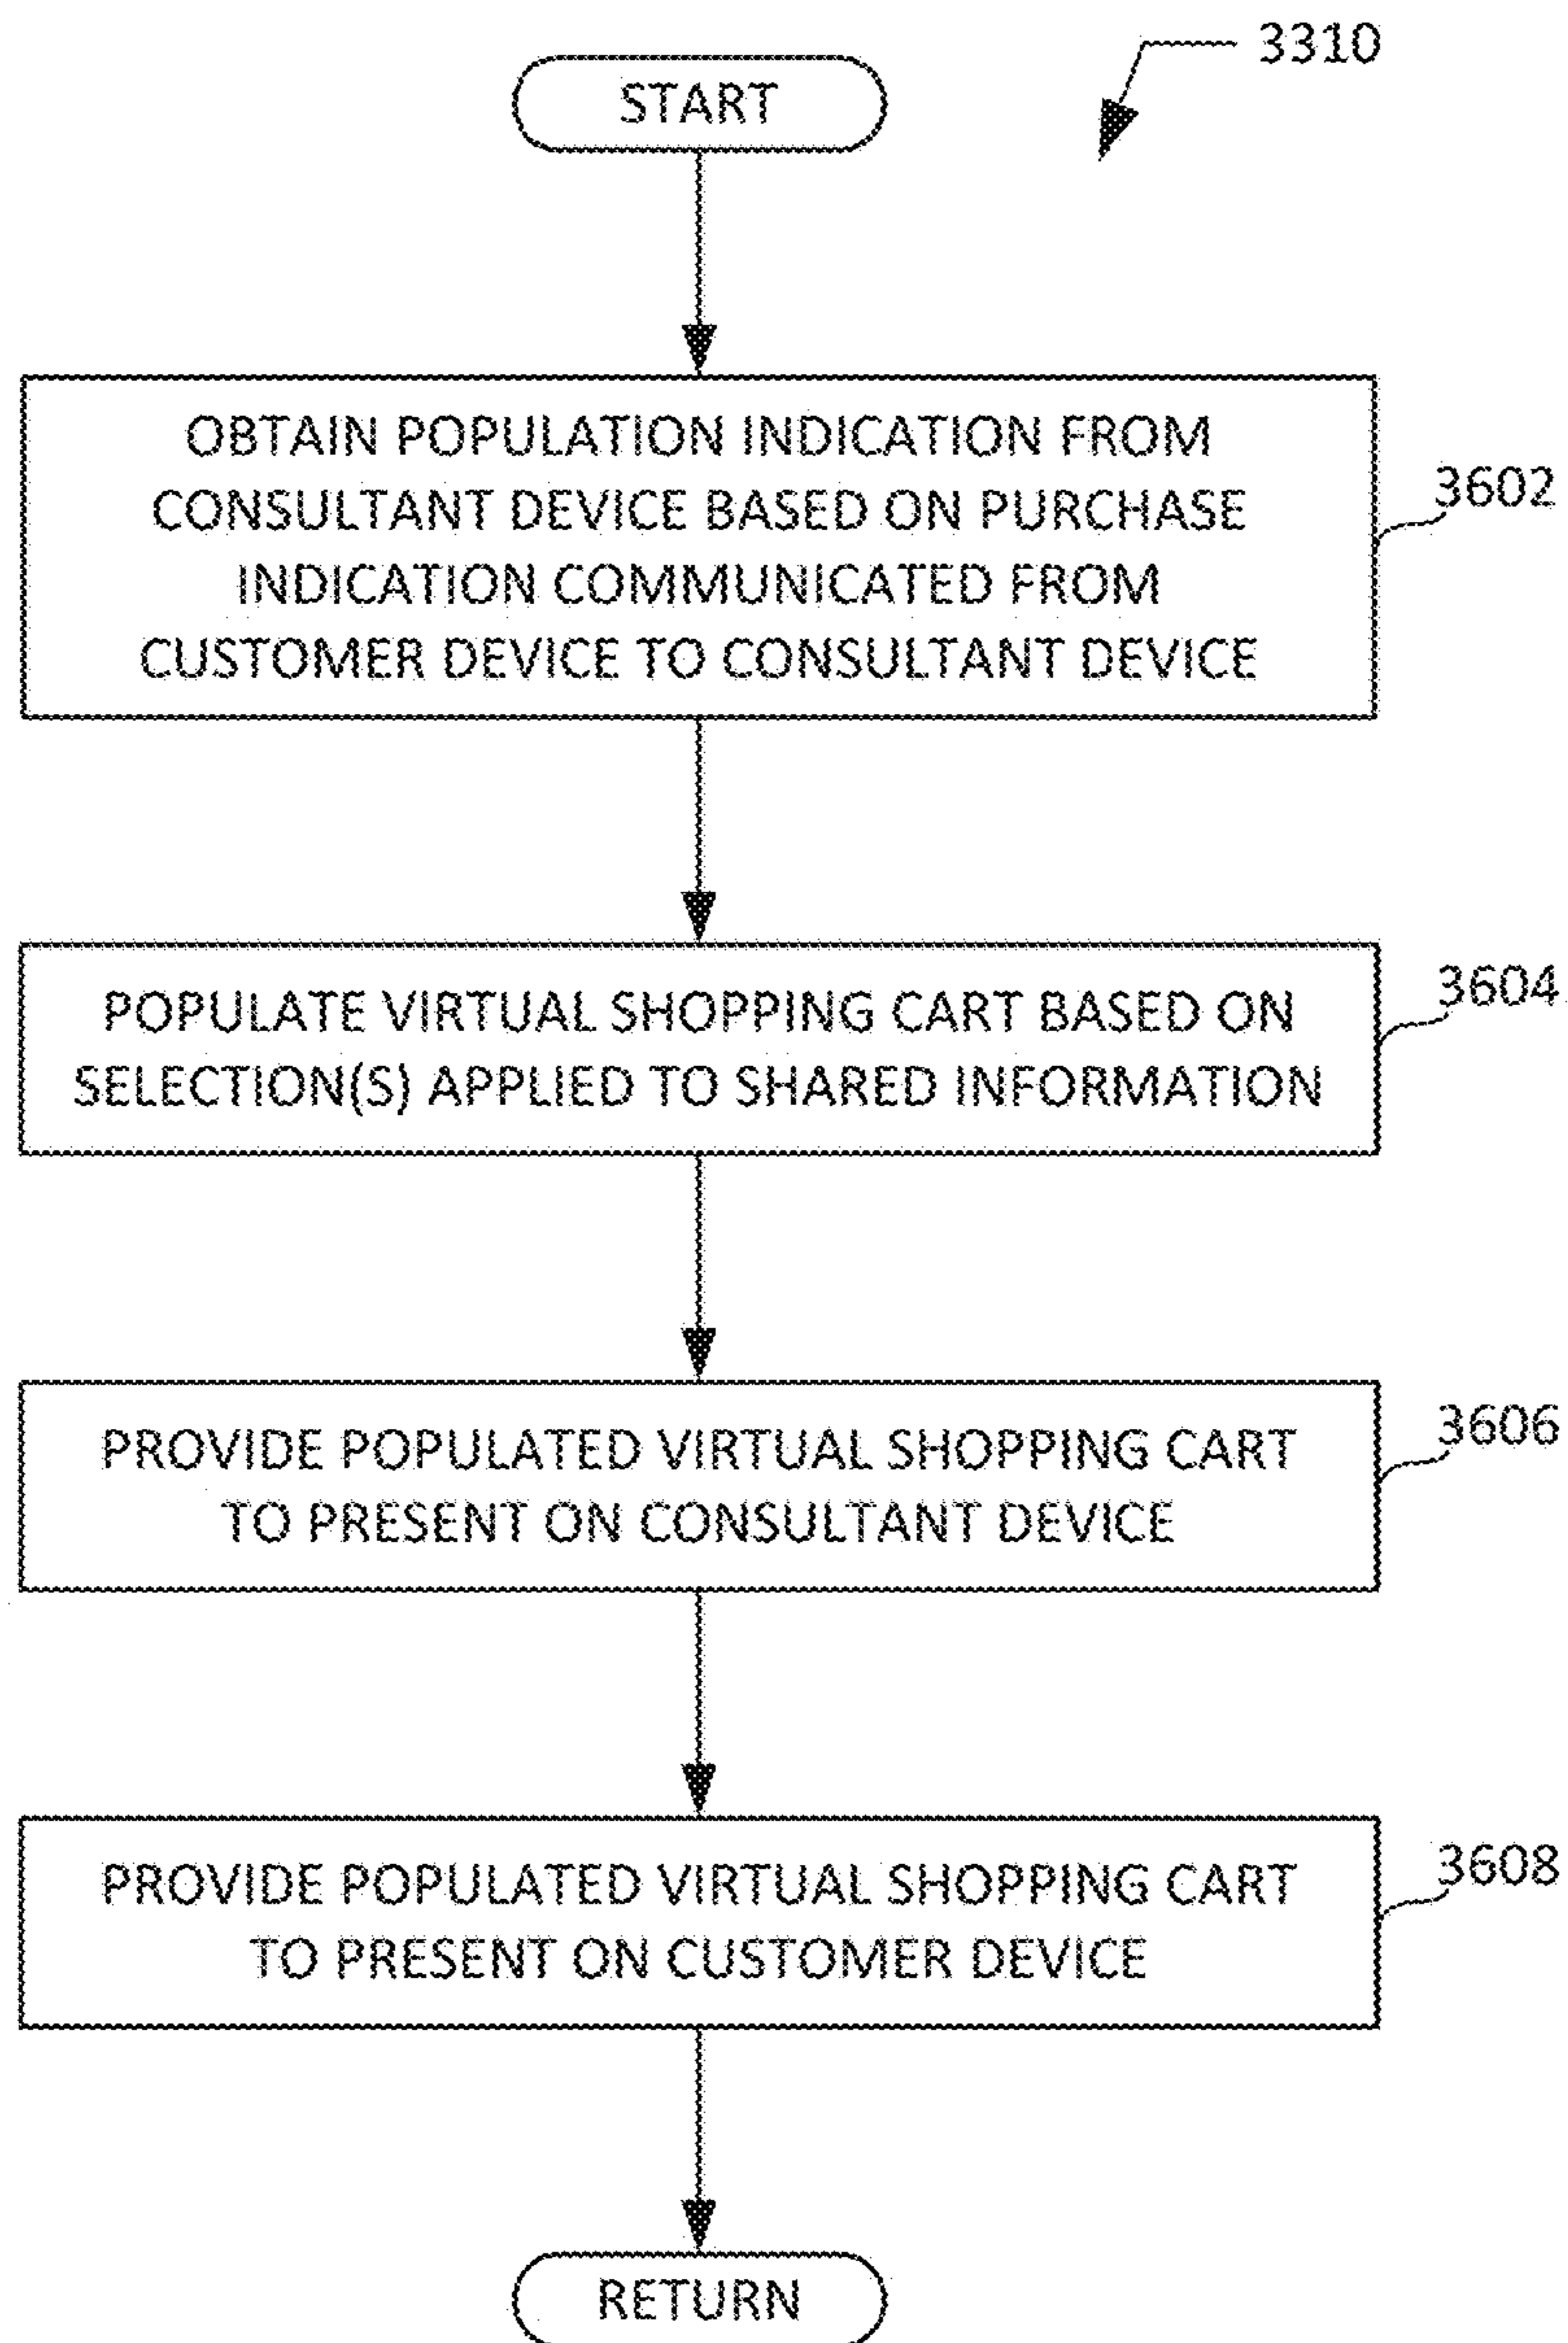 3310
START
OBTAIN POPULATION INDICATION FROM
CONSULTANT DEVICE BASED ON PURCHASE
INDICATION COMMUNICATED FROM
CUSTOMER DEVICE TO CONSULTANT DEVICE
3602
POPULATE VIRTUAL SHOPPING CART BASED ON
SELECTION(S) APPLIED TO SHARED INFORMATION
3604
PROVIDE POPULATED VIRTUAL SHOPPING CART
TO PRESENT ON CONSULTANT DEVICE
3606
PROVIDE POPULATED VIRTUAL SHOPPING CART
TO PRESENT ON CUSTOMER DEVICE
3608
RETURN